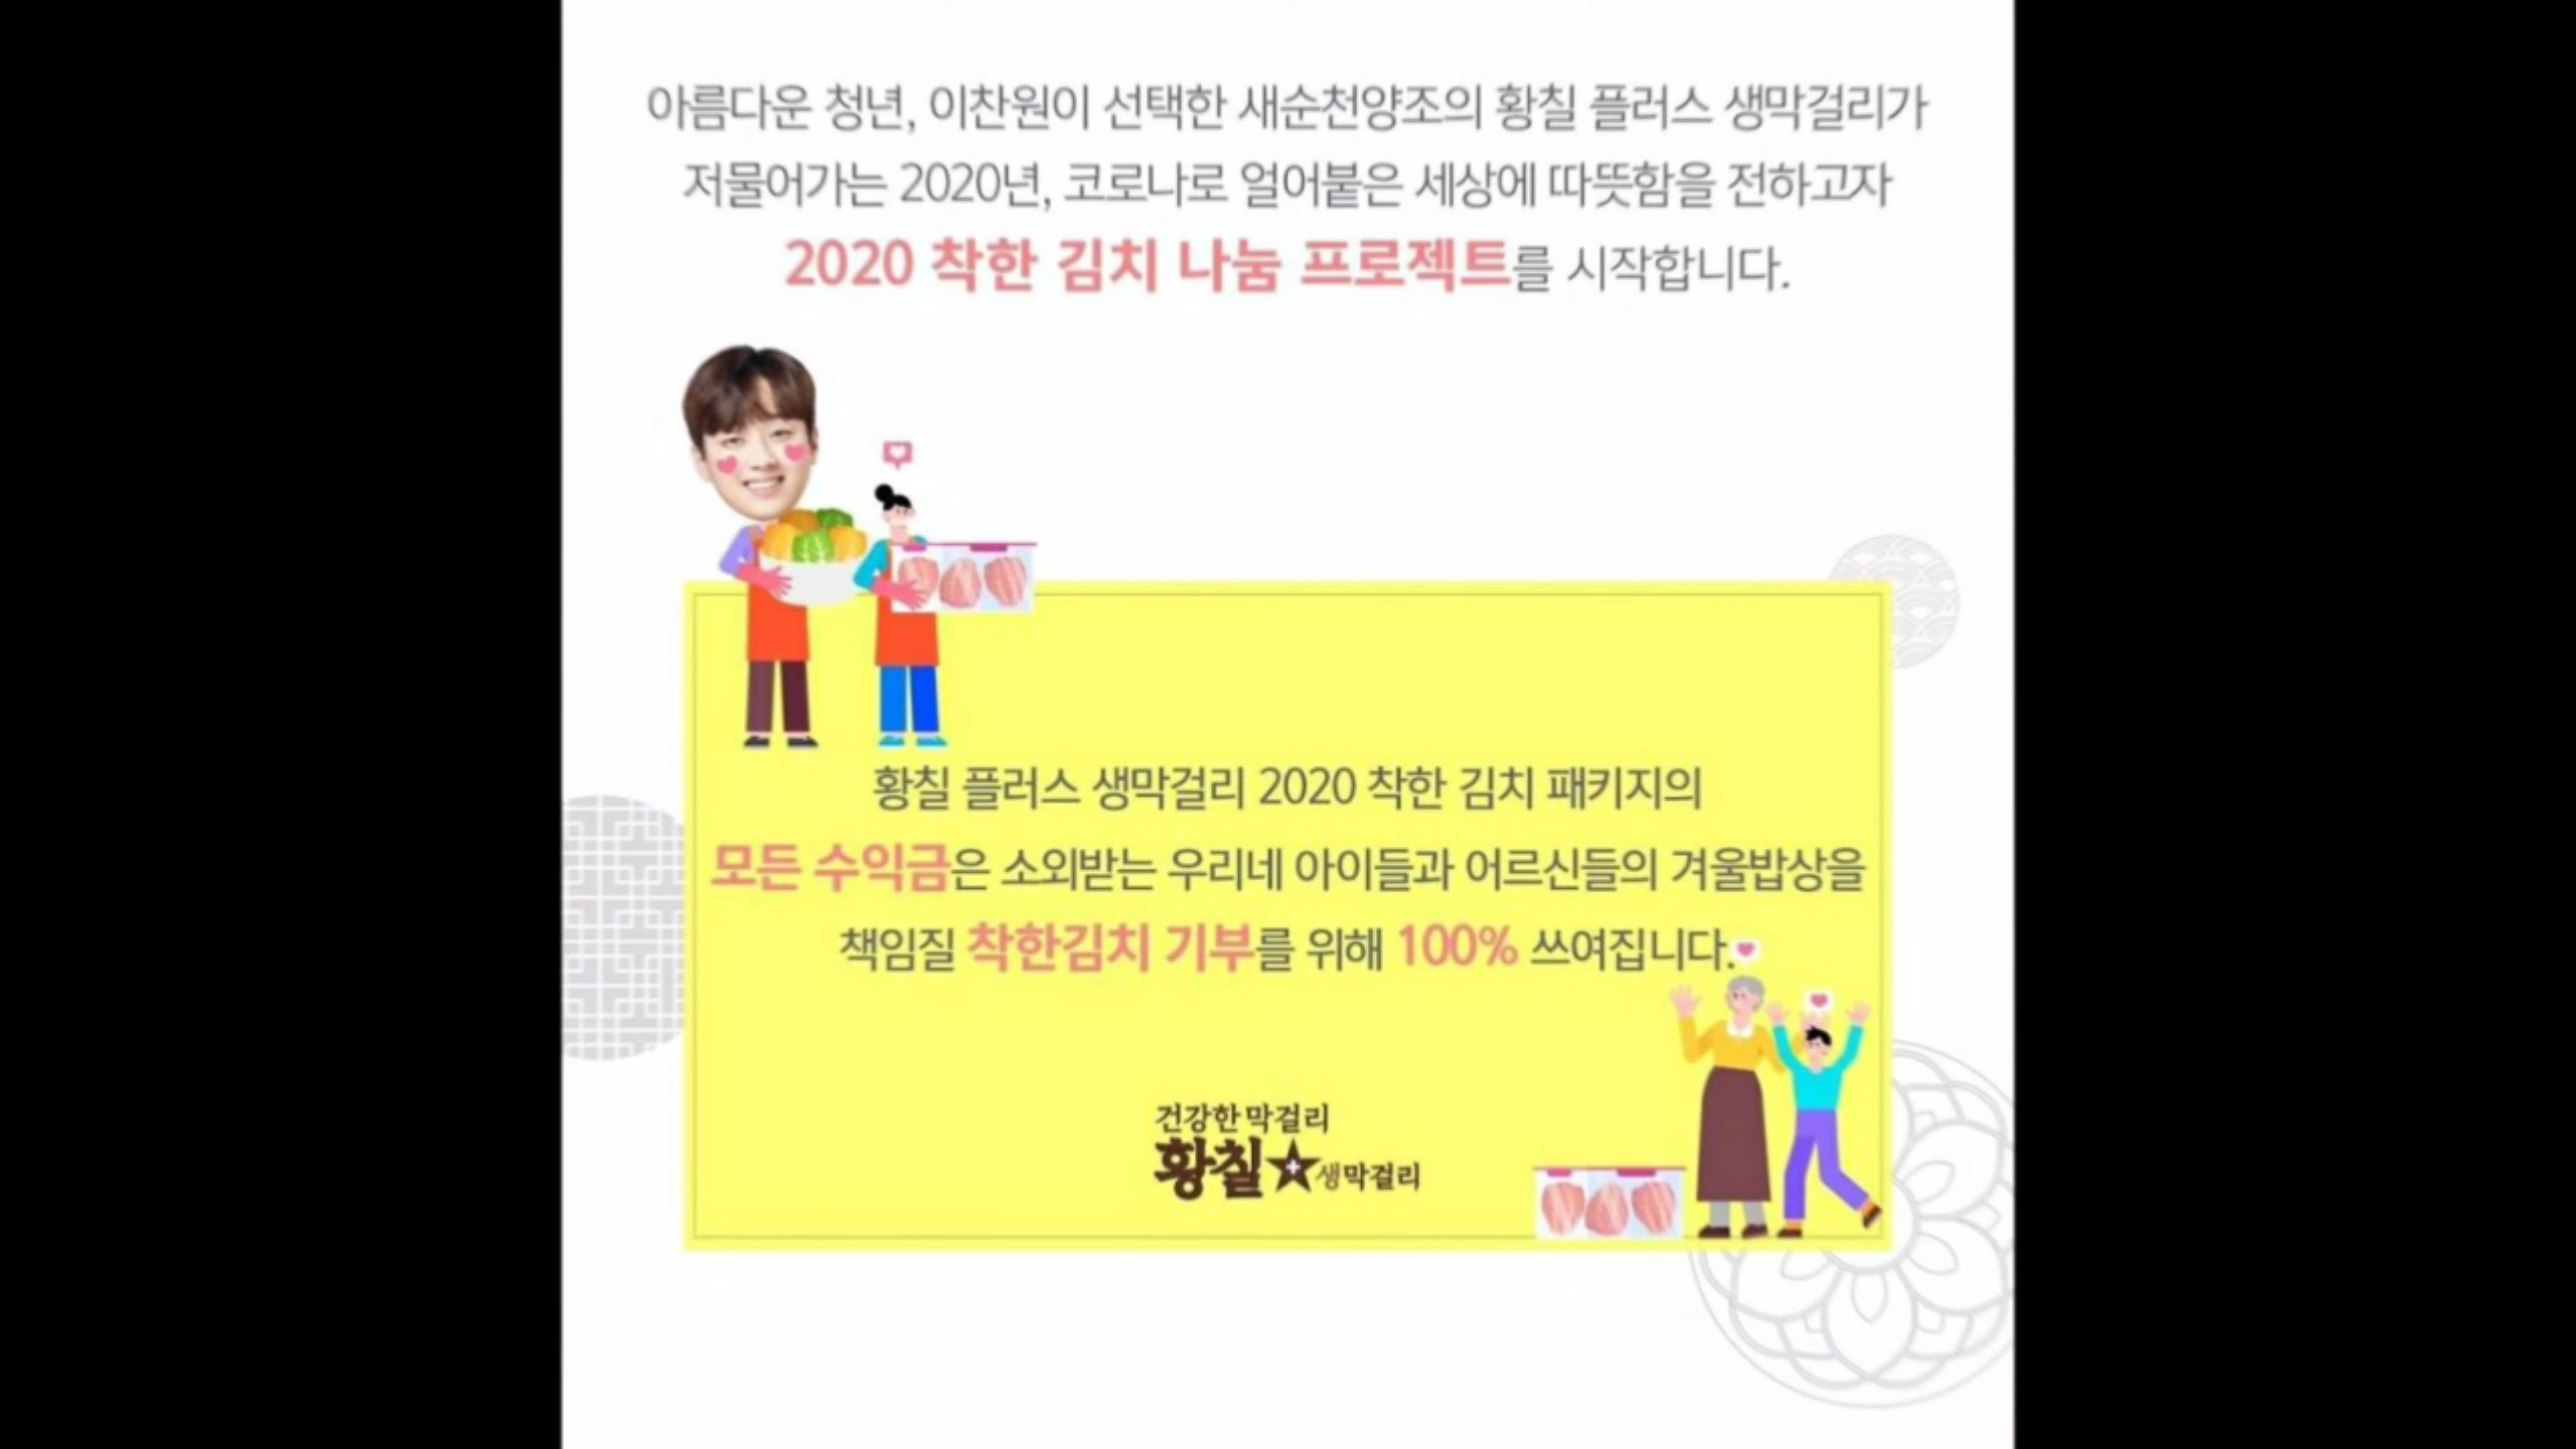 아름다운 청년, 이찬원이 선택한 새순천양조의 황칠 플러스 생막걸리가
저물어가는 2020년, 코로나로 얼어붙은 세상에 따뜻함을 전하고자
2020 착한 김치 나눔 프로젝트를 시작합니다.
황칠 플러스 생막걸리 2020 착한 김치 패키지의
모든 수익금은 소외받는 우리네 아이들과 어르신들의 겨울밥상을
책임질 착한김치 기부를 위해 100% 쓰여집니다.
건강한 막걸리
황칠 생막걸리